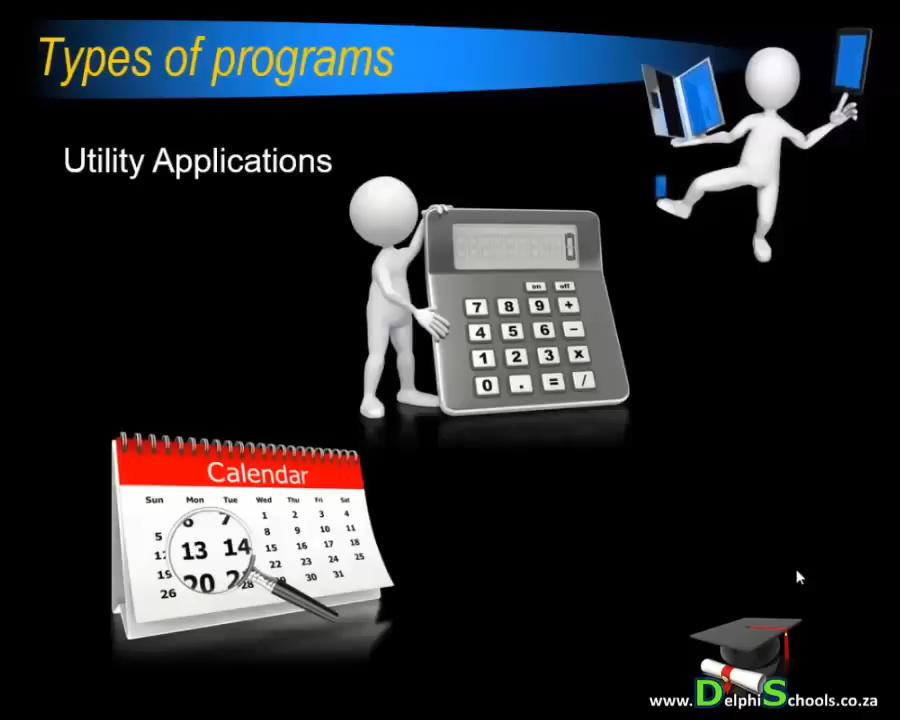 Types of programs
Utility Applications
on off
7 8 9 +
4 5 6 -
1 2 3 x
0 . = /
Calendar
Sun Mon Tue Wed Thu Fri Sat
1 2 3 4
5 6 7 8 9 10 11
13 14 15 16 17 18
22 23 24 25
26 20 28 30 31
www.DelphiSchools.co.za